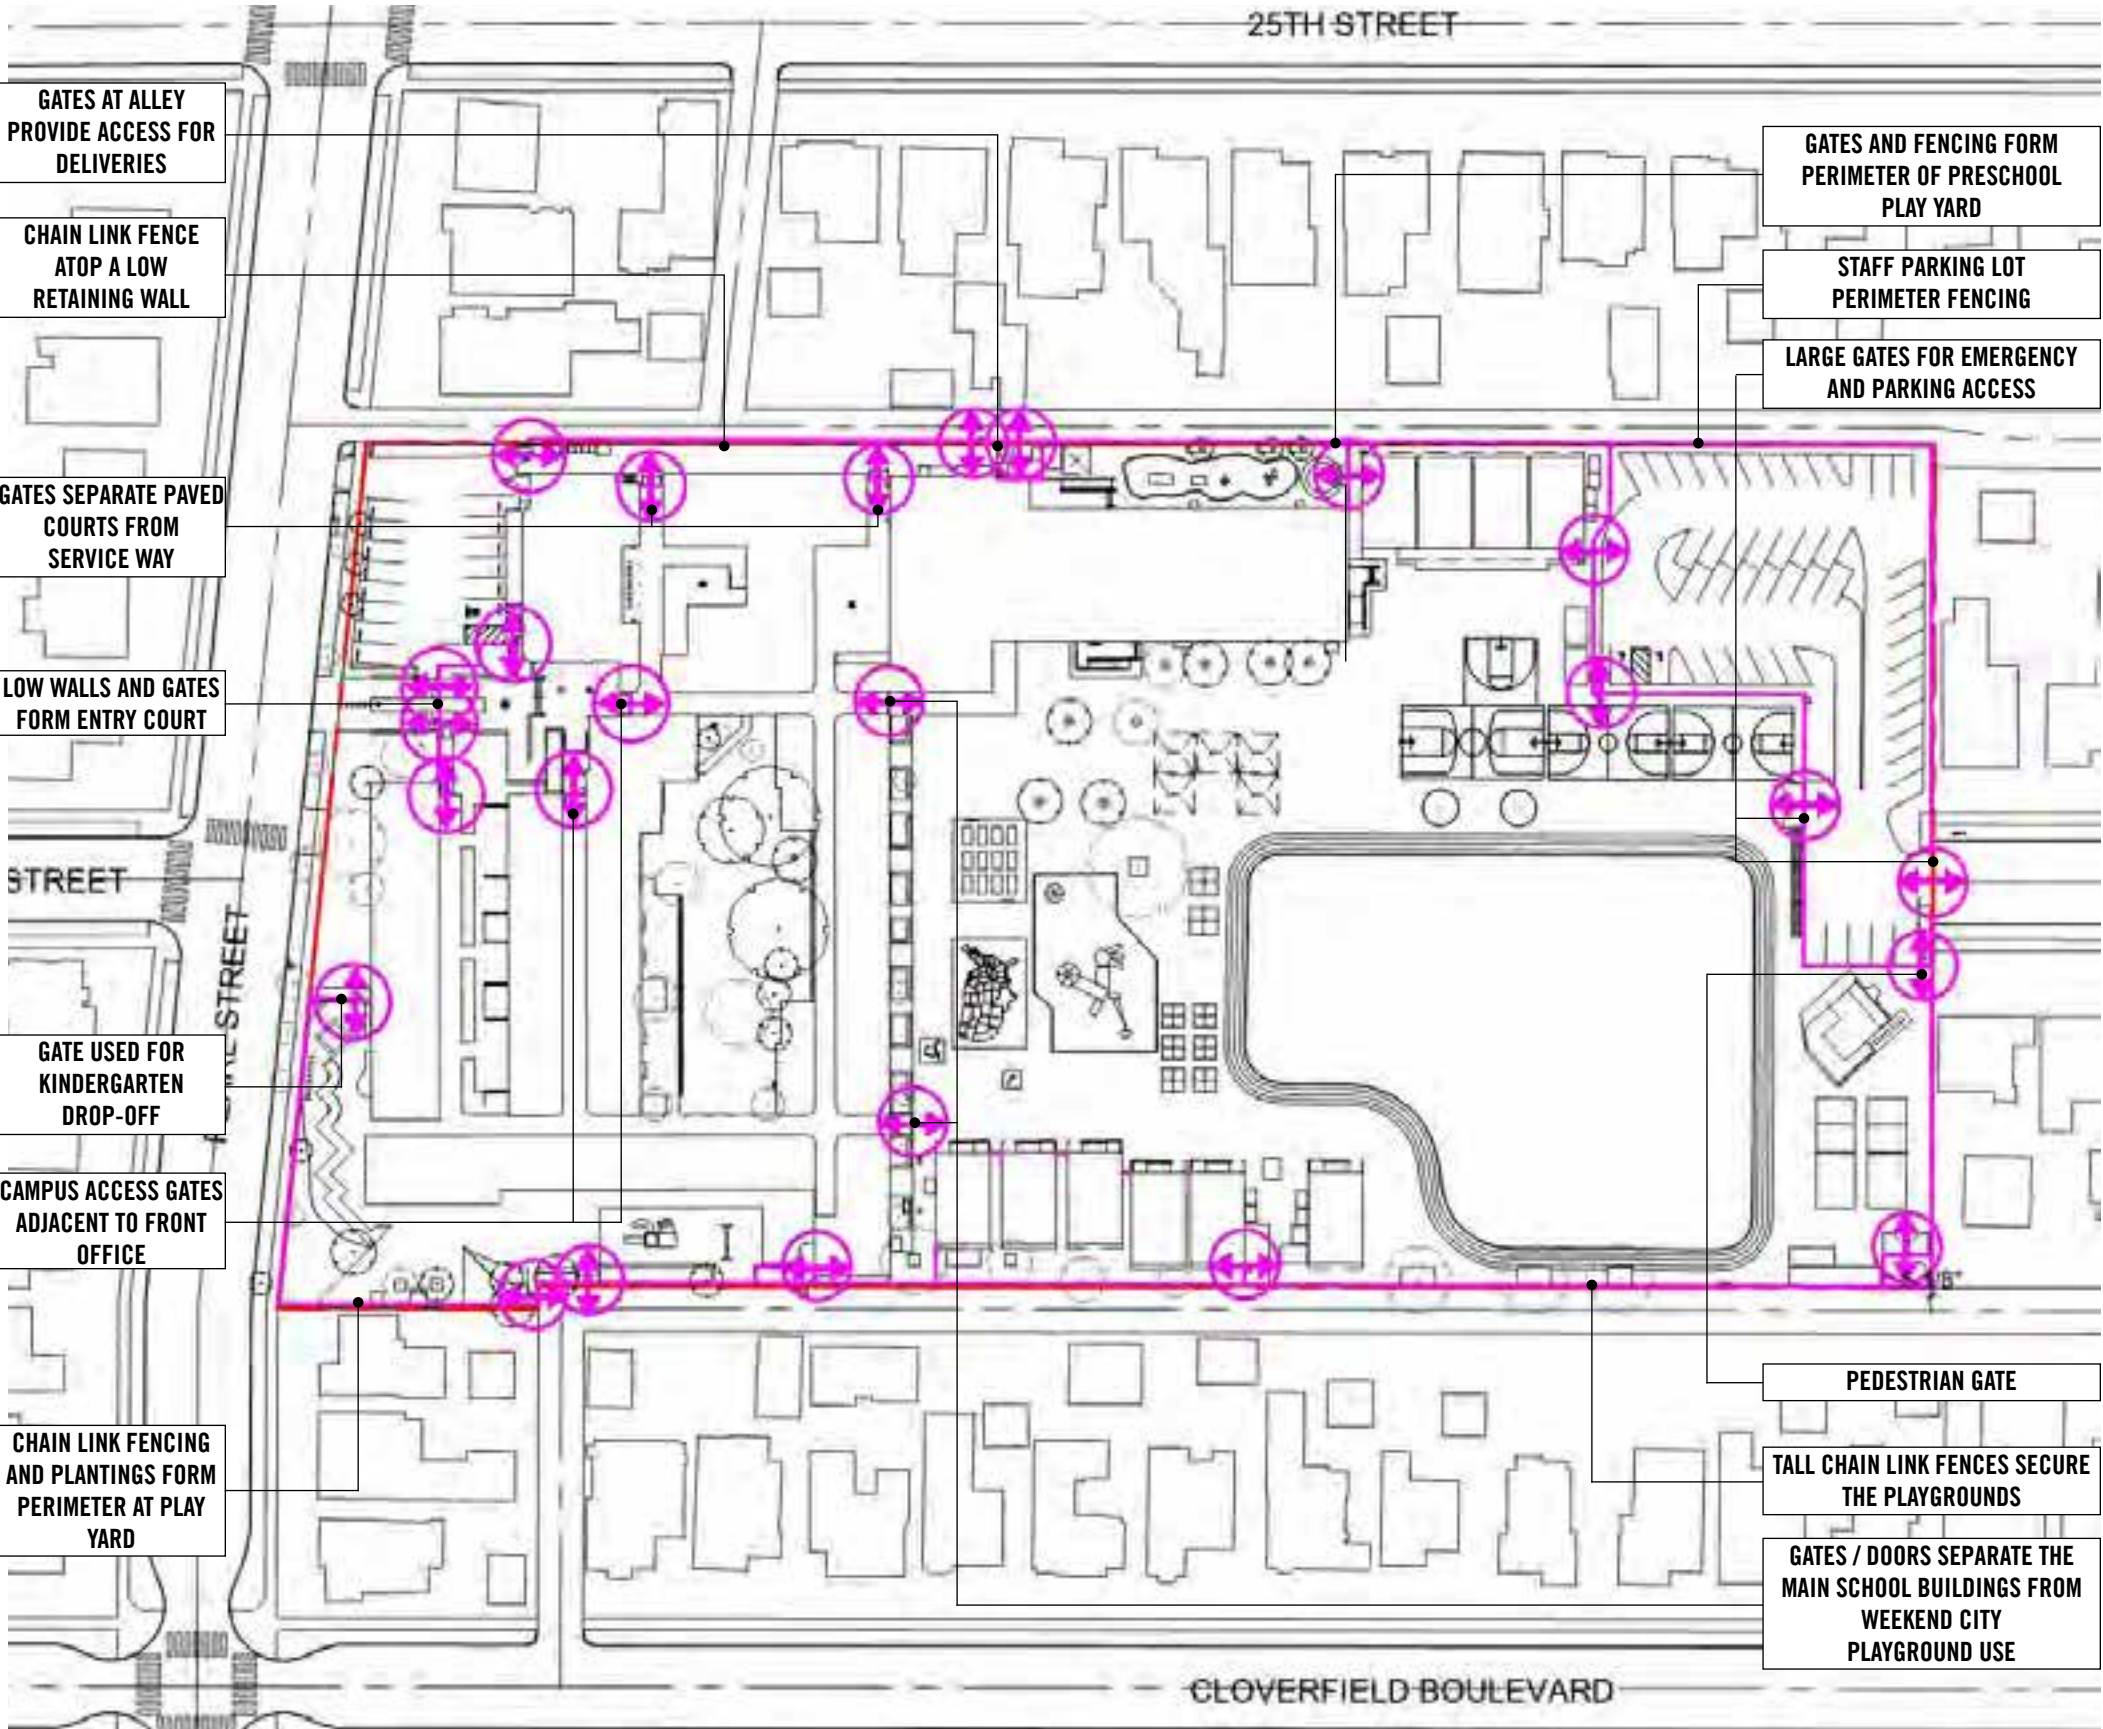 25TH STREET
GATES AT ALLEY
PROVIDE ACCESS FOR
DELIVERIES
CHAIN LINK FENCE
ATOP A LOW
RETAINING WALL
GATES SEPARATE PAVED
COURTS FROM
SERVICE WAY
LOW WALLS AND GATES
FORM ENTRY COURT
STREET
STREET
GATE USED FOR
KINDERGARTEN
DROP-OFF
CAMPUS ACCESS GATES
ADJACENT TO FRONT
OFFICE
CHAIN LINK FENCING
AND PLANTINGS FORM
PERIMETER AT PLAY
YARD
GATES AND FENCING FORM
PERIMETER OF PRESCHOOL
PLAY YARD
STAFF PARKING LOT
PERIMETER FENCING
LARGE GATES FOR EMERGENCY
AND PARKING ACCESS
PEDESTRIAN GATE
TALL CHAIN LINK FENCES SECURE
THE PLAYGROUNDS
GATES / DOORS SEPARATE THE
MAIN SCHOOL BUILDINGS FROM
WEEKEND CITY
PLAYGROUND USE
CLOVERFIELD BOULEVARD